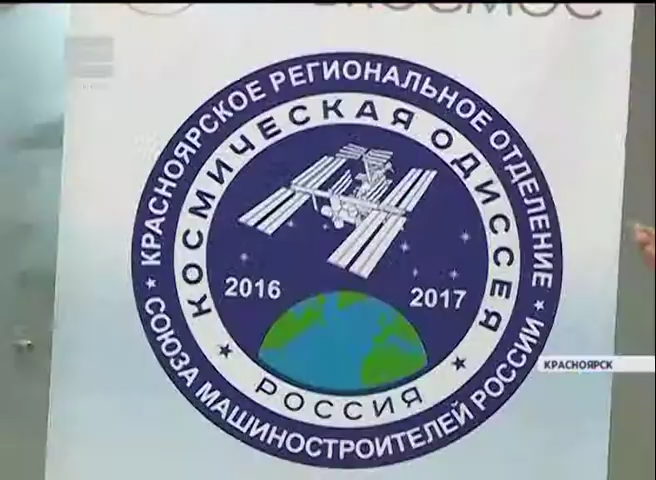 КРАСНОЯРСКОЕ РЕГИОНАЛЬНОЕ ОТДЕЛЕНИЕ
СОЮЗА МАШИНОСТРОИТЕЛЕЙ РОССИИ
КОСМИЧЕСКАЯ ОДИССЕЯ
2016
2017
РОССИЯ
КРАСНОЯРСК